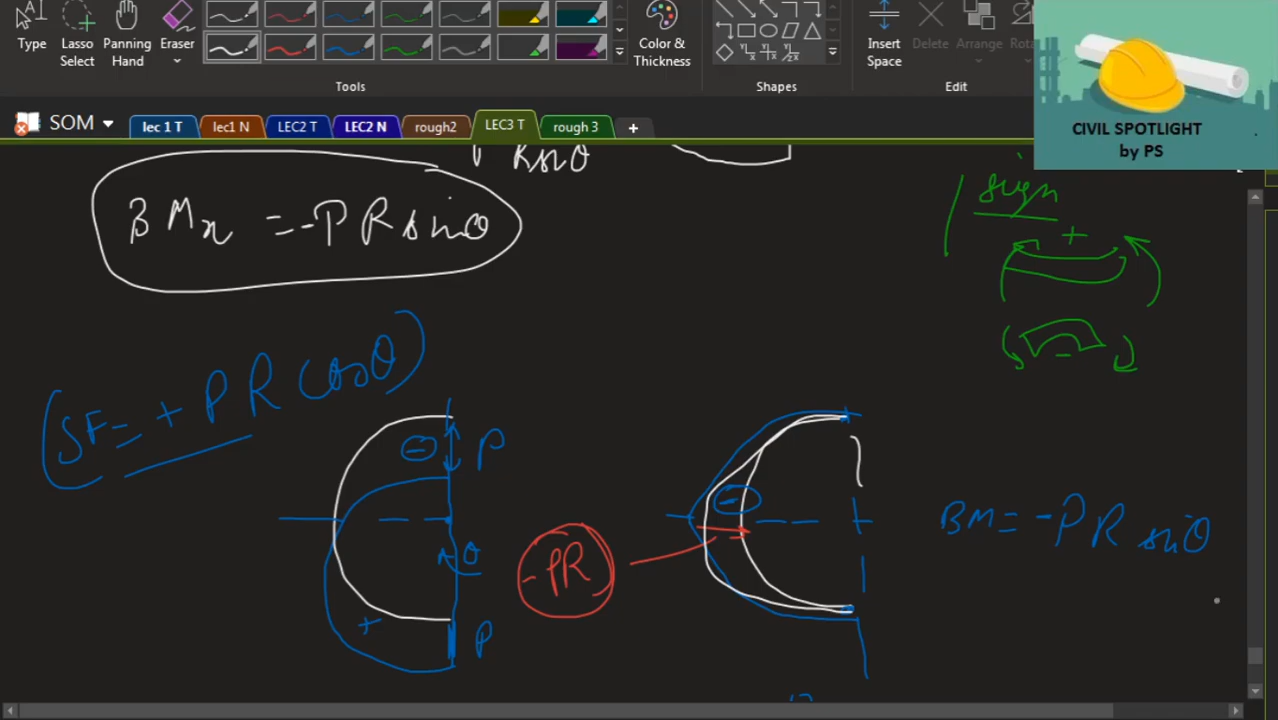 Type
Lasso
Select
Panning
Hand
Eraser
Color &
Thickness
Insert
Space
Delete
Arrange
Rota
Tools
Shapes
Edit
CIVIL SPOTLIGHT
by PS
SOM
lec 1 T
lec1 N
LEC2 T
LEC2 N
rough2
LEC3 T
rough 3
R sinθ
sign
+
-
BMx = -PR sinθ
(SF = + PR cosθ)
-
P
θ
+
P
-PR
-
BM = -PR sinθ